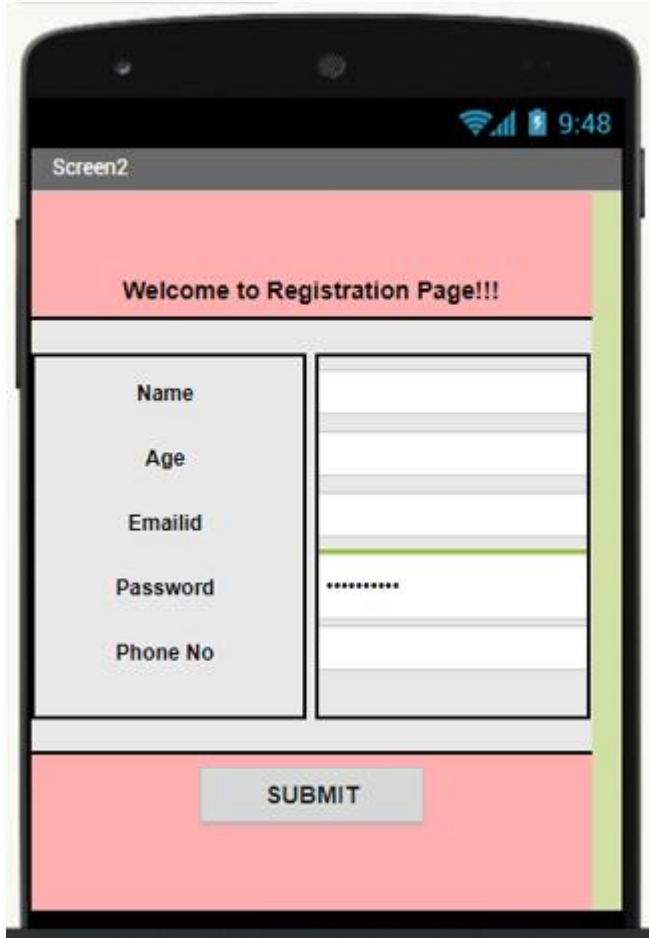 9:48
Screen2
Welcome to Registration Page!!!
Name
Age
Emailid
Password
••••••••••
Phone No
SUBMIT